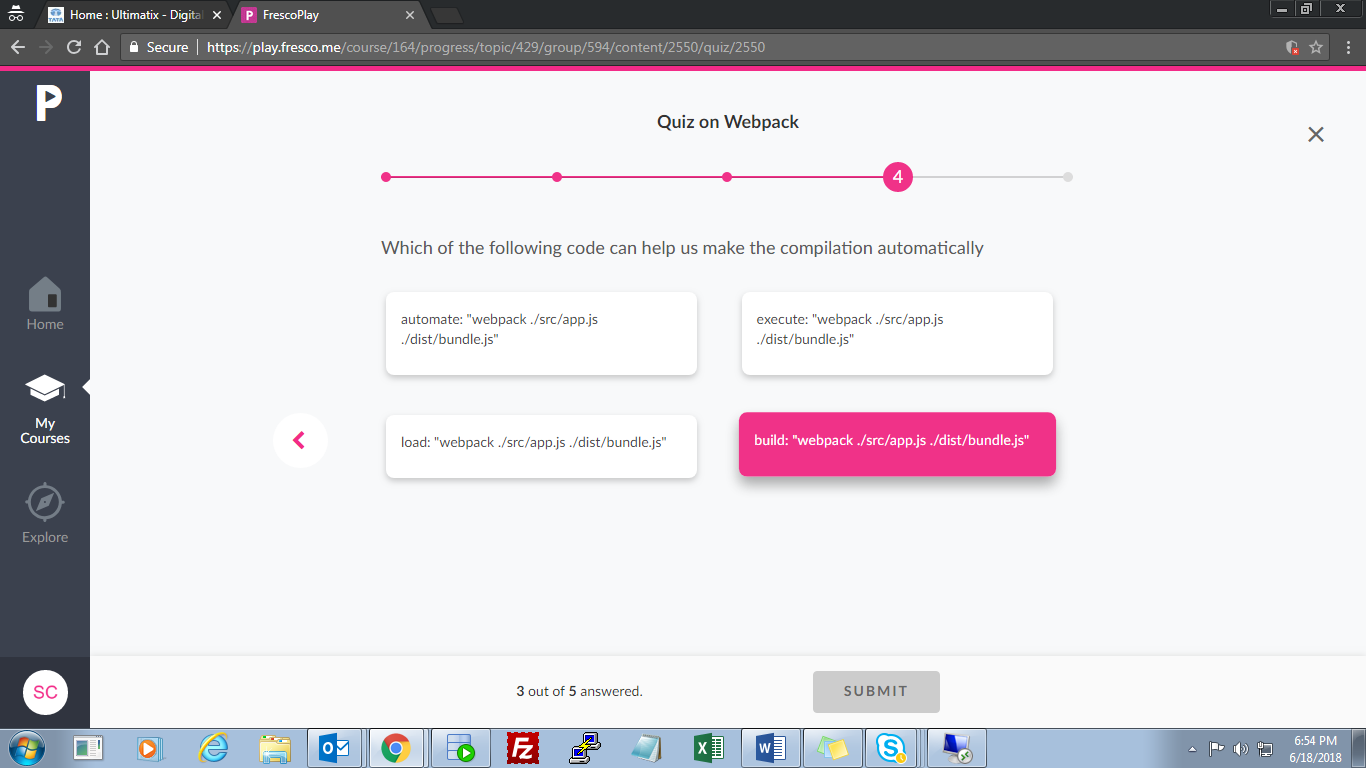 Home : Ultimatix - Digita
FrescoPlay
Secure
https://play.fresco.me/course/164/progress/topic/429/group/594/content/2550/quiz/2550
P
Quiz on Webpack
4
Which of the following code can help us make the compilation automatically
automate: "webpack ./src/app.js
./dist/bundle.js"
execute: "webpack ./src/app.js
./dist/bundle.js"
load: "webpack ./src/app.js ./dist/bundle.js"
build: "webpack ./src/app.js ./dist/bundle.js"
Home
My
Courses
Explore
SC
3 out of 5 answered.
SUBMIT
6:54 PM
6/18/2018